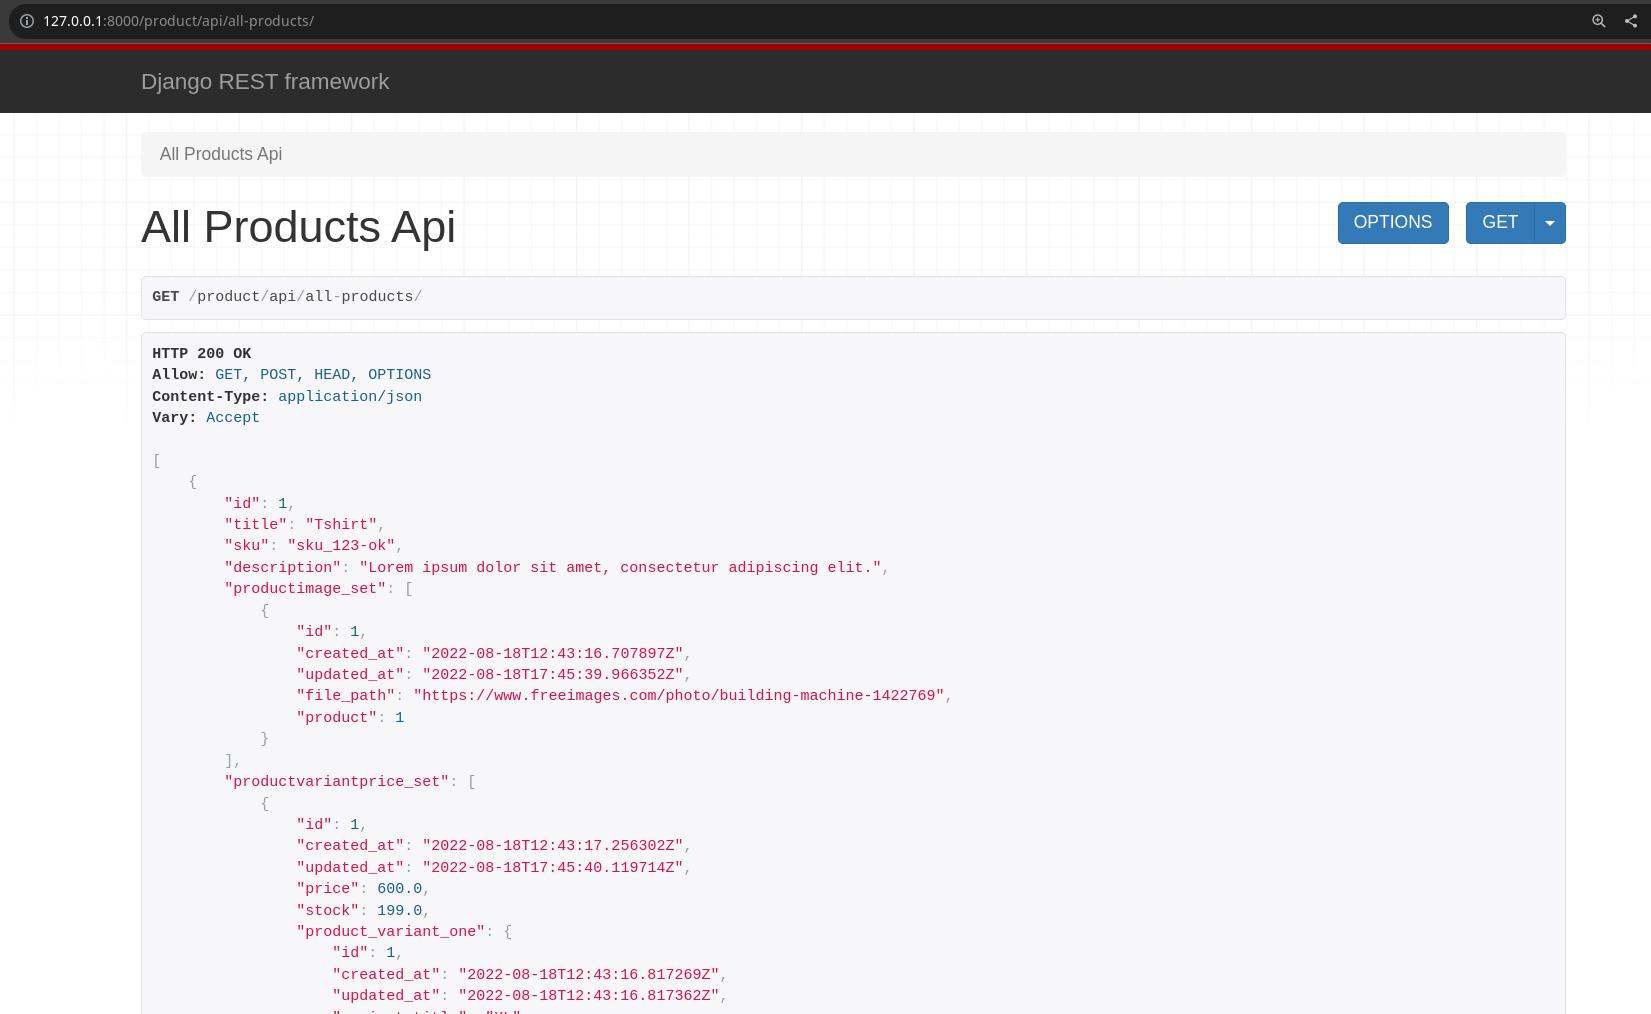 127.0.0.1:8000/product/api/all-products/
Django REST framework
All Products Api
All Products Api
OPTIONS
GET
GET /product/api/all-products/
HTTP 200 OK
Allow: GET, POST, HEAD, OPTIONS
Content-Type: application/json
Vary: Accept
[
{
"id": 1,
"title": "Tshirt",
"sku": "sku_123-ok",
"description": "Lorem ipsum dolor sit amet, consectetur adipiscing elit.",
"productimage_set": [
{
"id": 1,
"created_at": "2022-08-18T12:43:16.707897Z",
"updated_at": "2022-08-18T17:45:39.966352Z",
"file_path": "https://www.freeimages.com/photo/building-machine-1422769",
"product": 1
}
],
"productvariantprice_set": [
{
"id": 1,
"created_at": "2022-08-18T12:43:17.256302Z",
"updated_at": "2022-08-18T17:45:40.119714Z",
"price": 600.0,
"stock": 199.0,
"product_variant_one": {
"id": 1,
"created_at": "2022-08-18T12:43:16.817269Z",
"updated_at": "2022-08-18T12:43:16.817362Z",